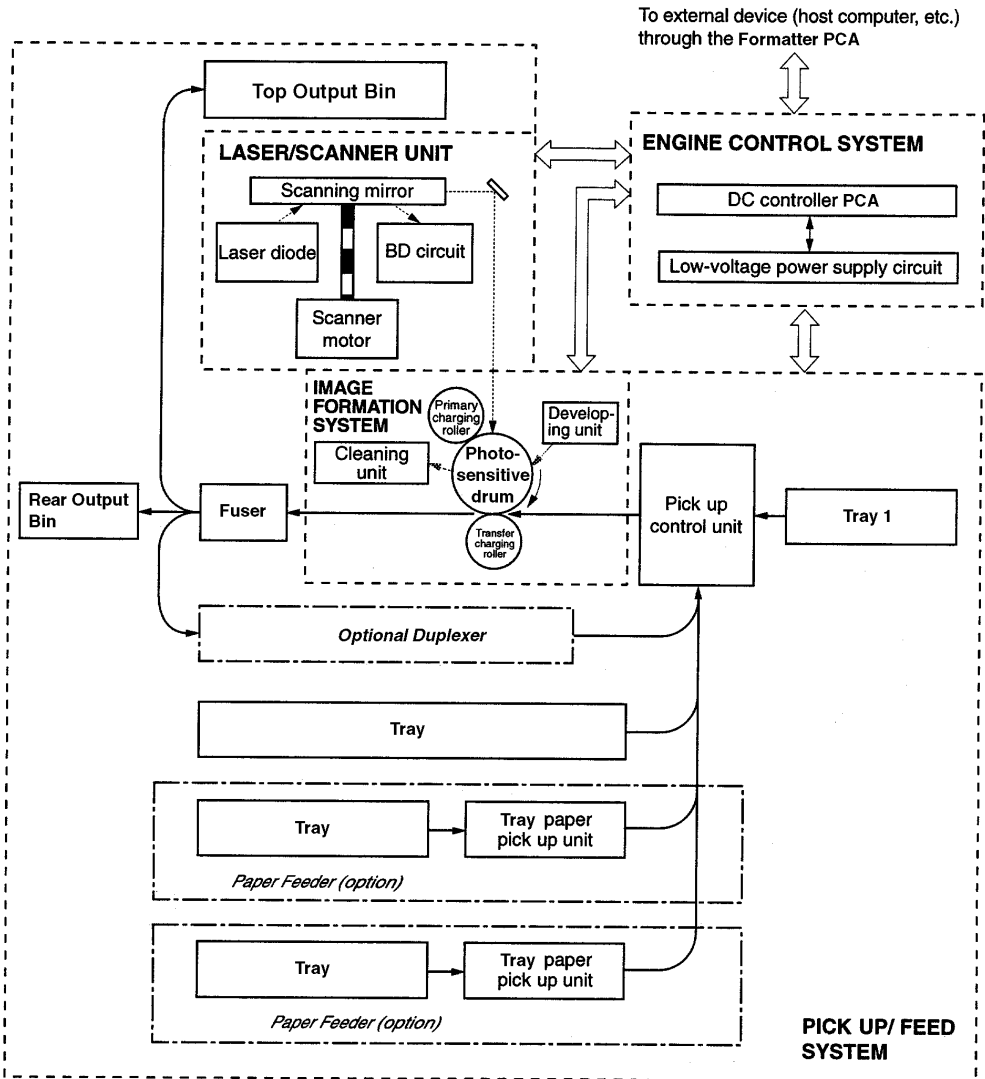 To external device (host computer, etc.)
through the Formatter PCA
Top Output Bin
LASER/SCANNER UNIT
Scanning mirror
Laser diode
BD circuit
Scanner
motor
ENGINE CONTROL SYSTEM
DC controller PCA
Low-voltage power supply circuit
IMAGE
FORMATION
SYSTEM
Primary
charging
roller
Develop-
ing unit
Cleaning
unit
Photo-
sensitive
drum
Transfer
charging
roller
Rear Output
Bin
Fuser
Pick up
control unit
Tray 1
Optional Duplexer
Tray
Tray
Tray paper
pick up unit
Paper Feeder (option)
Tray
Tray paper
pick up unit
Paper Feeder (option)
PICK UP/ FEED
SYSTEM